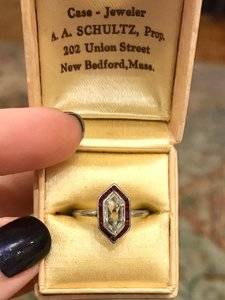 Case - Jeweler
A. A. SCHULTZ, Prop.
202 Union Street
New Bedford, Mass.